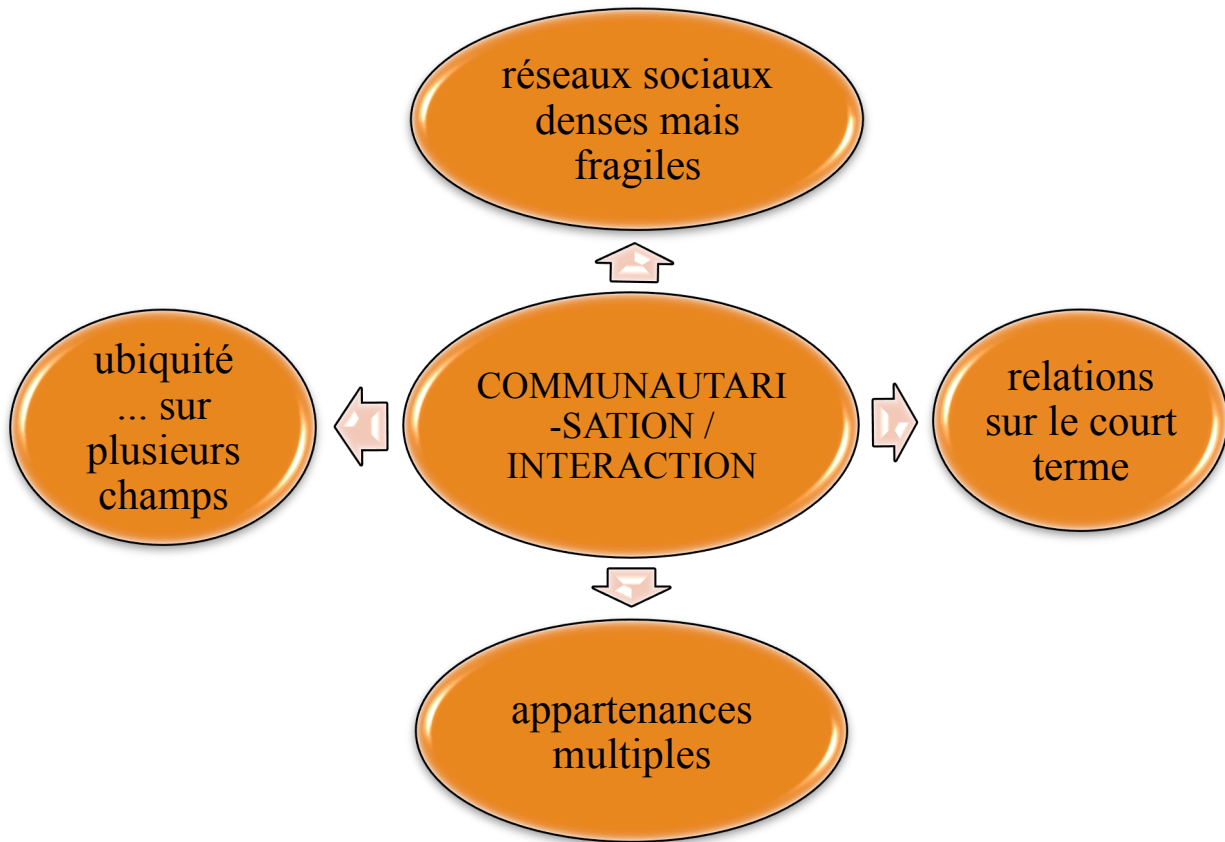 réseaux sociaux
denses mais
fragiles
ubiquité
... sur
plusieurs
champs
COMMUNAUTARI
-SATION /
INTERACTION
relations
sur le court
terme
appartenances
multiples